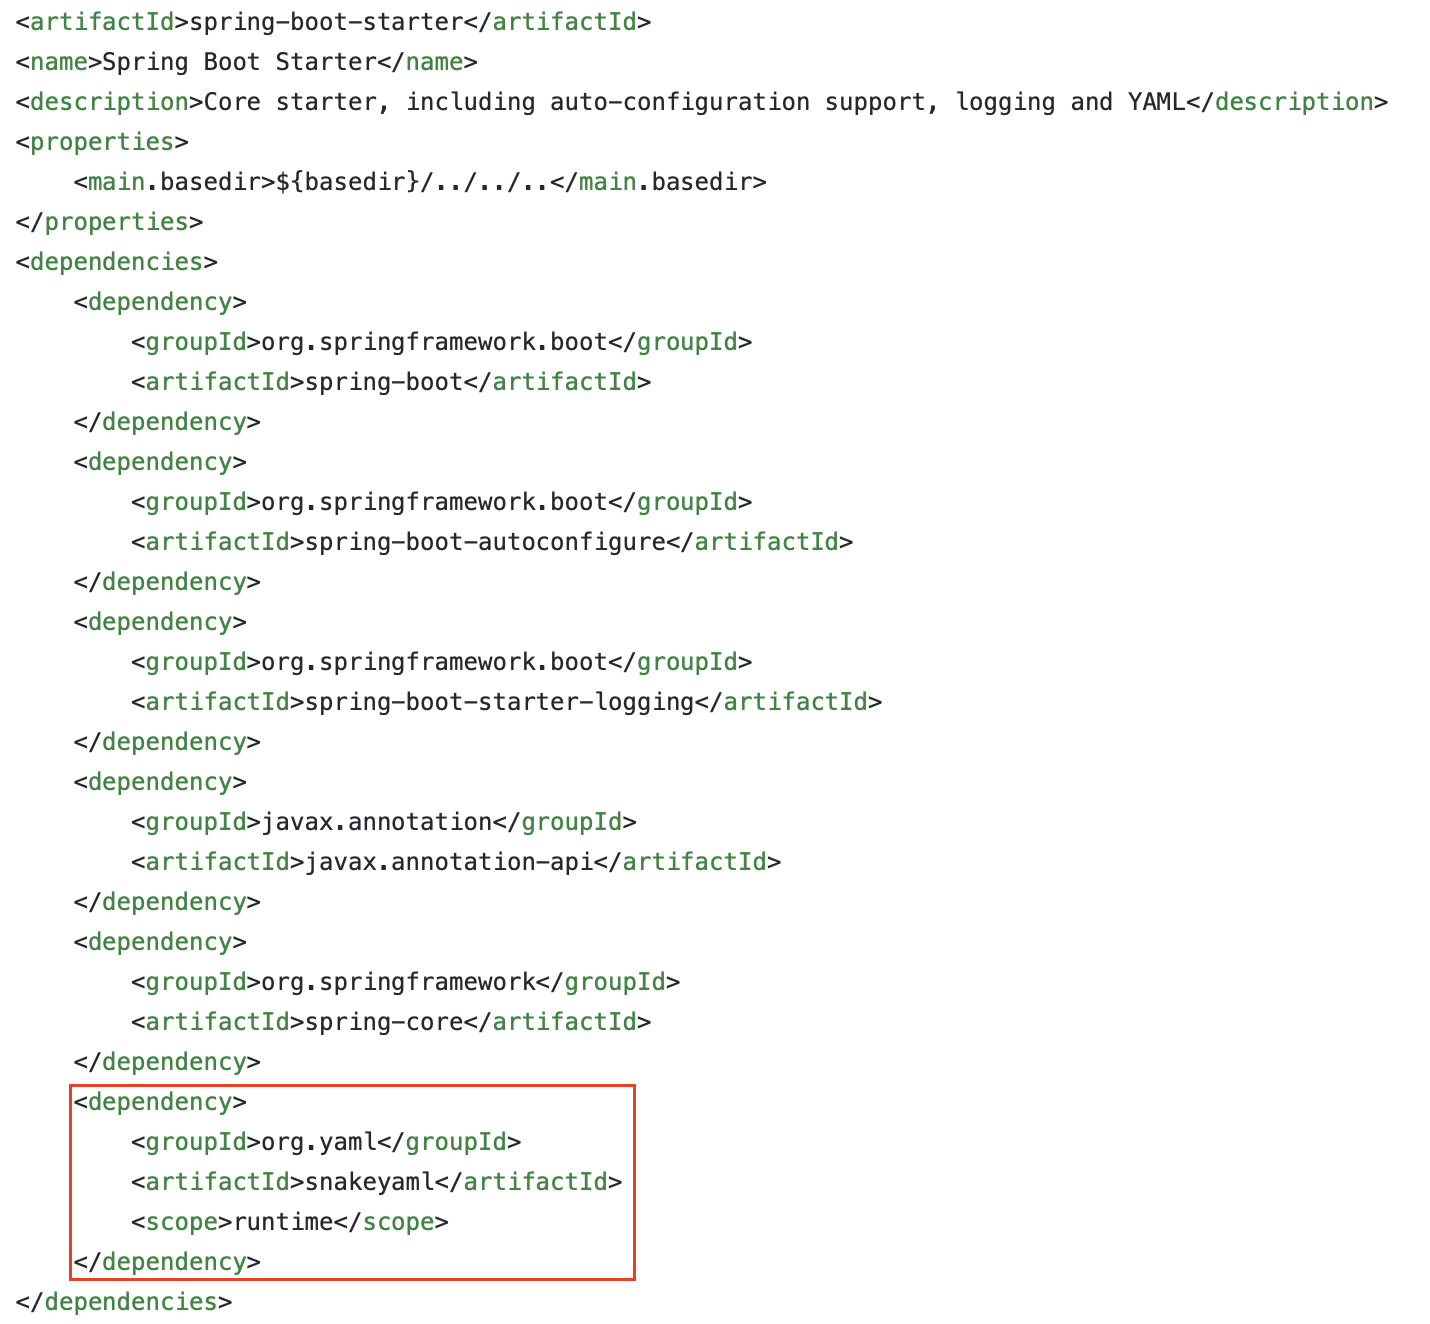 <artifactId>spring-boot-starter</artifactId>
<name>Spring Boot Starter</name>
<description>Core starter, including auto-configuration support, logging and YAML</description>
<properties>
    <main.basedir>${basedir}/../../..</main.basedir>
</properties>
<dependencies>
    <dependency>
        <groupId>org.springframework.boot</groupId>
        <artifactId>spring-boot</artifactId>
    </dependency>
    <dependency>
        <groupId>org.springframework.boot</groupId>
        <artifactId>spring-boot-autoconfigure</artifactId>
    </dependency>
    <dependency>
        <groupId>org.springframework.boot</groupId>
        <artifactId>spring-boot-starter-logging</artifactId>
    </dependency>
    <dependency>
        <groupId>javax.annotation</groupId>
        <artifactId>javax.annotation-api</artifactId>
    </dependency>
    <dependency>
        <groupId>org.springframework</groupId>
        <artifactId>spring-core</artifactId>
    </dependency>
    <dependency>
        <groupId>org.yaml</groupId>
        <artifactId>snakeyaml</artifactId>
        <scope>runtime</scope>
    </dependency>
</dependencies>